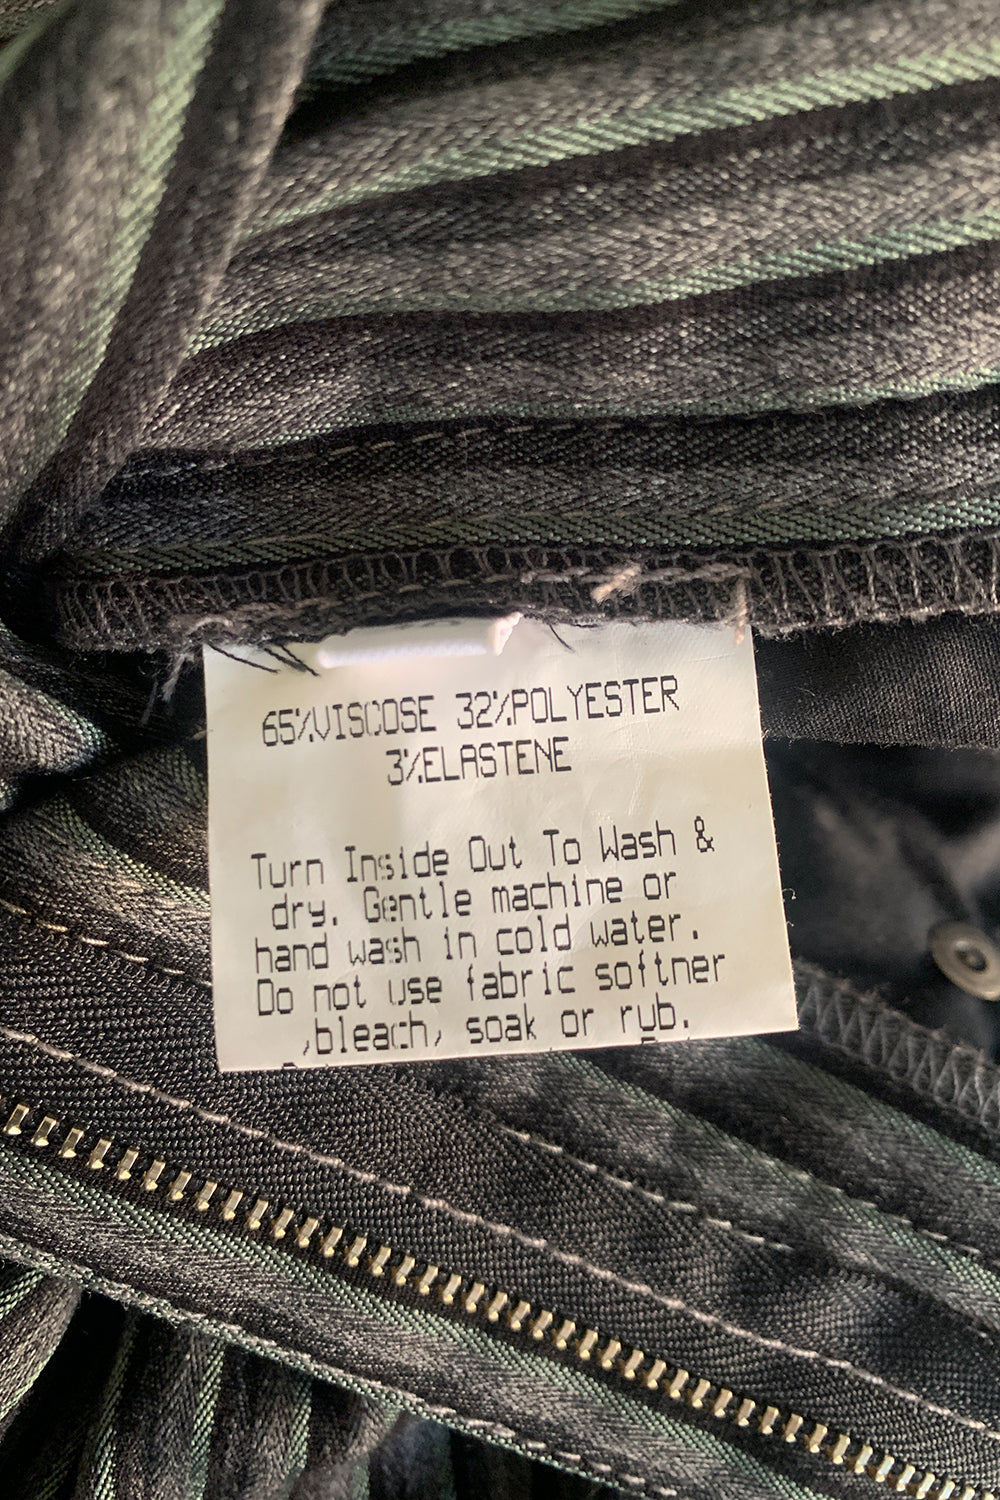 65%VISCOSE 32%POLYESTER
3%ELASTENE
Turn Inside Out To Wash &
dry. Gentle machine or
hand wash in cold water.
Do not use fabric softner
,bleach, soak or rub.